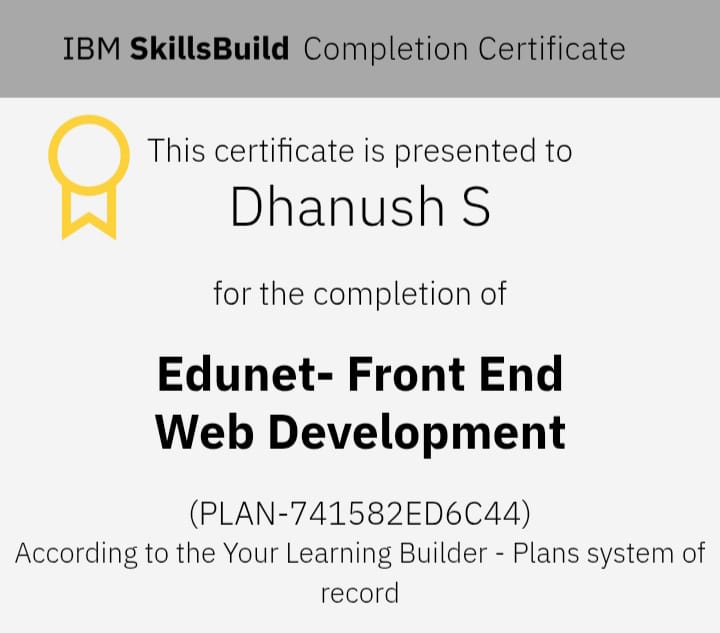 IBM SkillsBuild Completion Certificate
This certificate is presented to
Dhanush S
for the completion of
Edunet- Front End
Web Development
(PLAN-741582ED6C44)
According to the Your Learning Builder - Plans system of
record